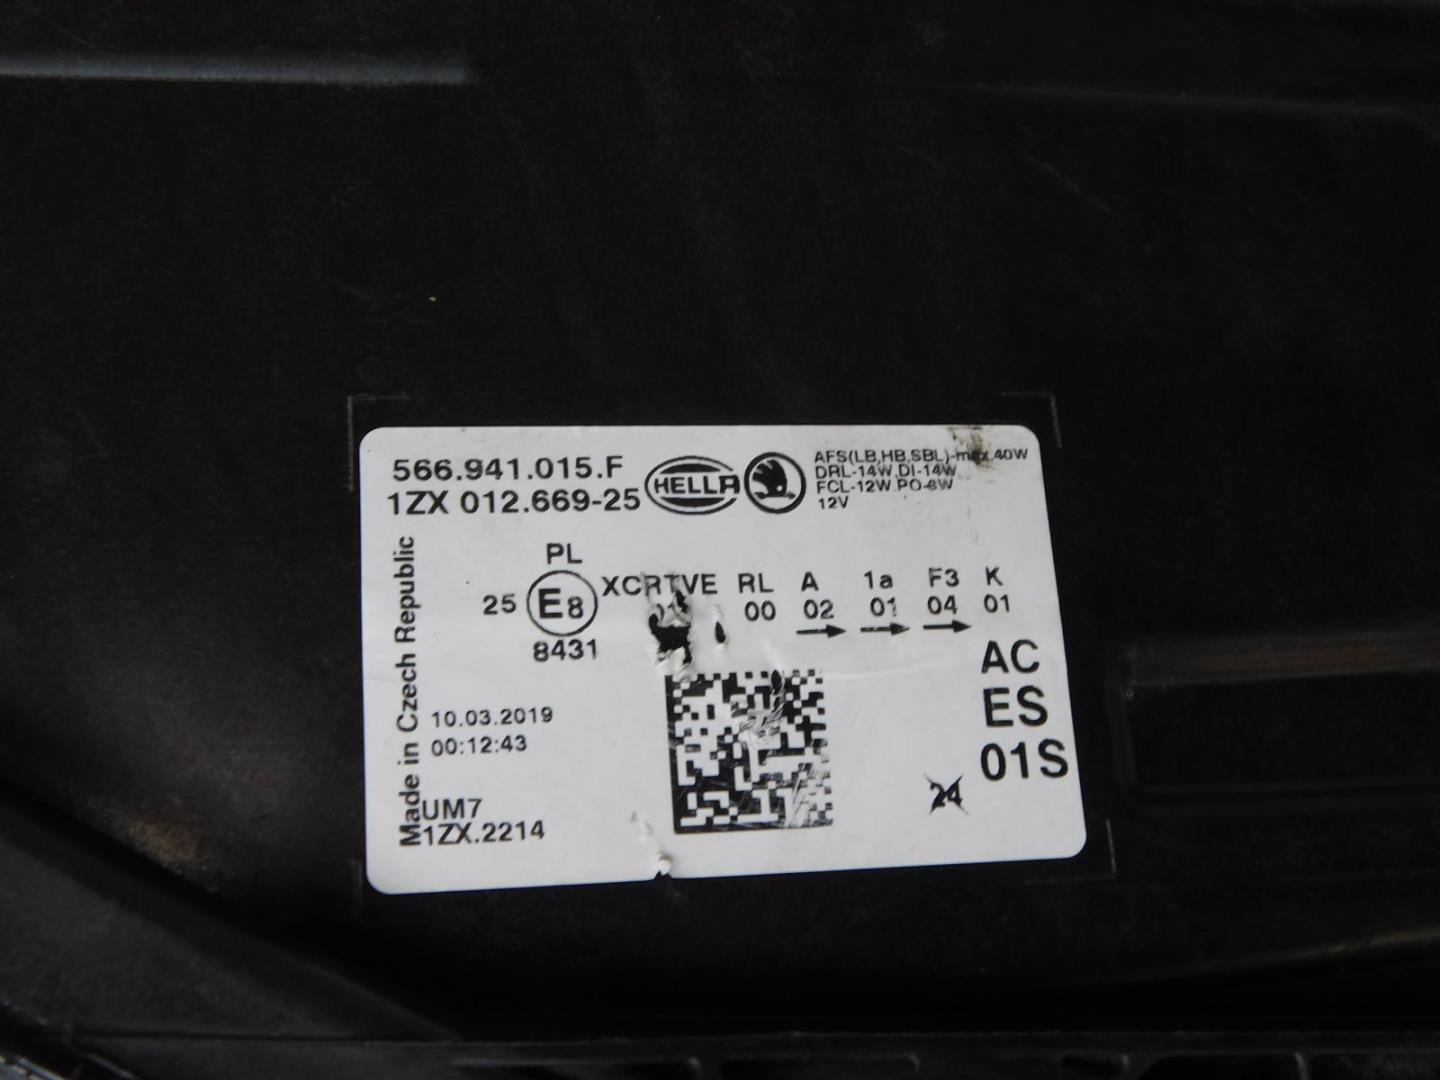 566.941.015.F
1ZX 012.669-25
HELLA
AFS(LB,HB,SBL)-max.40W
DRL-14W,DI-14W
FCL-12W PO-8W
12V
PL
25 E8
8431
XCRTVE RL A 1a F3 K
01 00 02 01 04 01
Made in Czech Republic
10.03.2019
00:12:43
AC
ES
01S
24
UM7
1ZX.2214